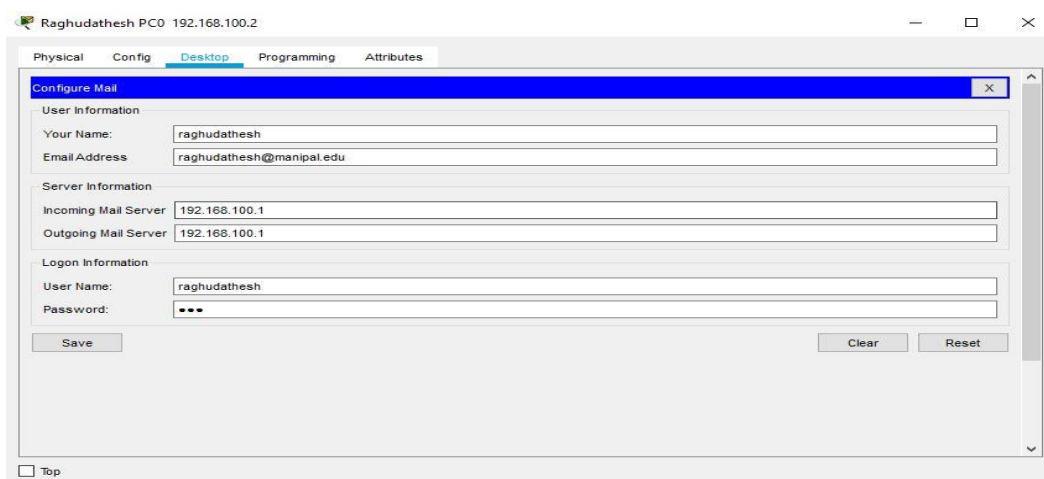 Raghudathesh PC0 192.168.100.2
Physical Config Desktop Programming Attributes
Configure Mail X
User Information
Your Name: raghudathesh
Email Address raghudathesh@manipal.edu
Server Information
Incoming Mail Server 192.168.100.1
Outgoing Mail Server 192.168.100.1
Logon Information
User Name: raghudathesh
Password: •••
Save Clear Reset
Top